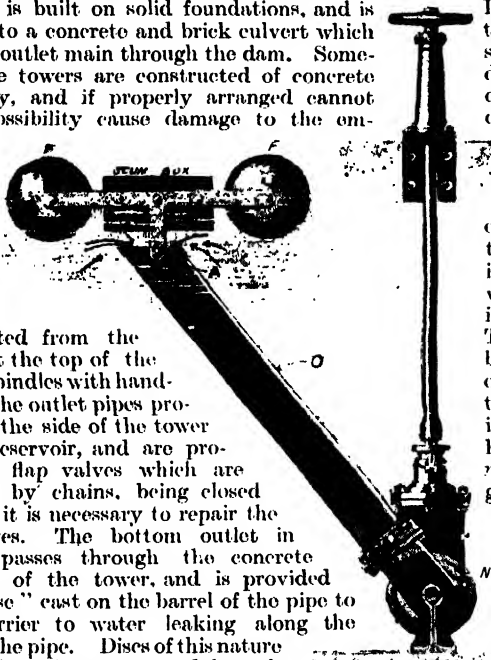 is built on solid foundations, and is
to a concrete and brick culvert which
outlet main through the dam. Some-
e towers are constructed of concrete
y, and if properly arranged cannot
ossibility cause damage to the em-
F
SCUM BOX
F
A
O
ted from the
t the top of the
pindles with hand-
he outlet pipes pro-
the side of the tower
eservoir, and are pro-
flap valves which are
by chains, being closed
it is necessary to repair the
es. The bottom outlet in
passes through the concrete
of the tower, and is provided
se " cast on the barrel of the pipe to
rrier to water leaking along the
he pipe. Discs of this nature
N